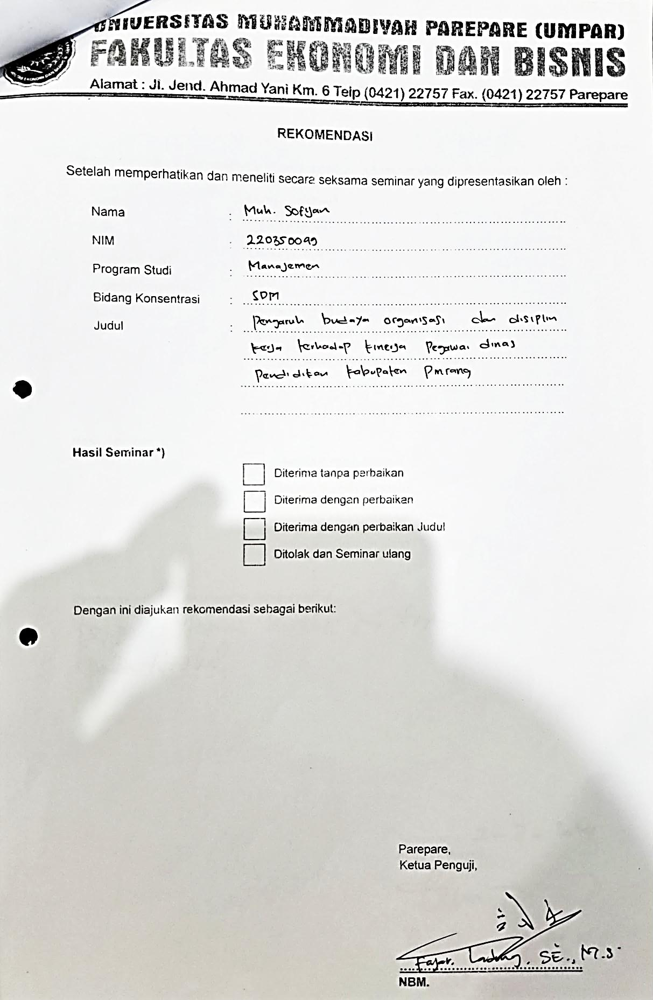 UNIVERSITAS MUHAMMADIYAH PAREPARE (UMPAR)
FAKULTAS EKONOMI DAN BISNIS
Alamat : Jl. Jend. Ahmad Yani Km. 6 Telp (0421) 22757 Fax. (0421) 22757 Parepare
REKOMENDASI
Setelah memperhatikan dan meneliti secara seksama seminar yang dipresentasikan oleh :
Nama : Muh. Sofyan
NIM : 220350099
Program Studi : Manajemen
Bidang Konsentrasi : SDM
Judul : Pengaruh budaya organisasi dan disiplin
kerja terhadap kinerja Pegawai dinas
Pendidikan kabupaten Pinrang
Hasil Seminar *)
Diterima tanpa perbaikan
Diterima dengan perbaikan
Diterima dengan perbaikan Judul
Ditolak dan Seminar ulang
Dengan ini diajukan rekomendasi sebagai berikut:
Parepare,
Ketua Penguji,
Fajar. Ladung. SE., M.S
NBM.